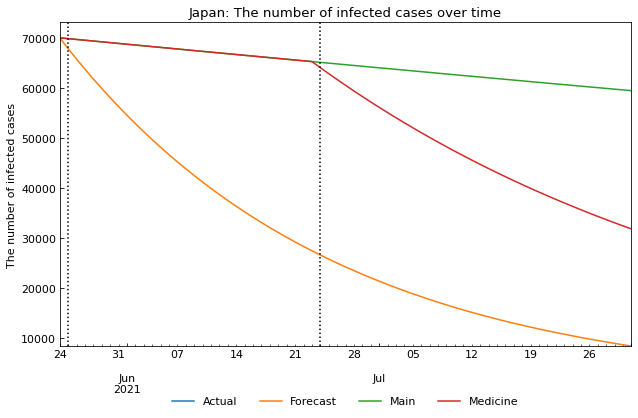 Japan: The number of infected cases over time
The number of infected cases
70000
60000
50000
40000
30000
20000
10000
24 31 07 14 21 28 05 12 19 26
Jun Jul
2021
Actual Forecast Main Medicine